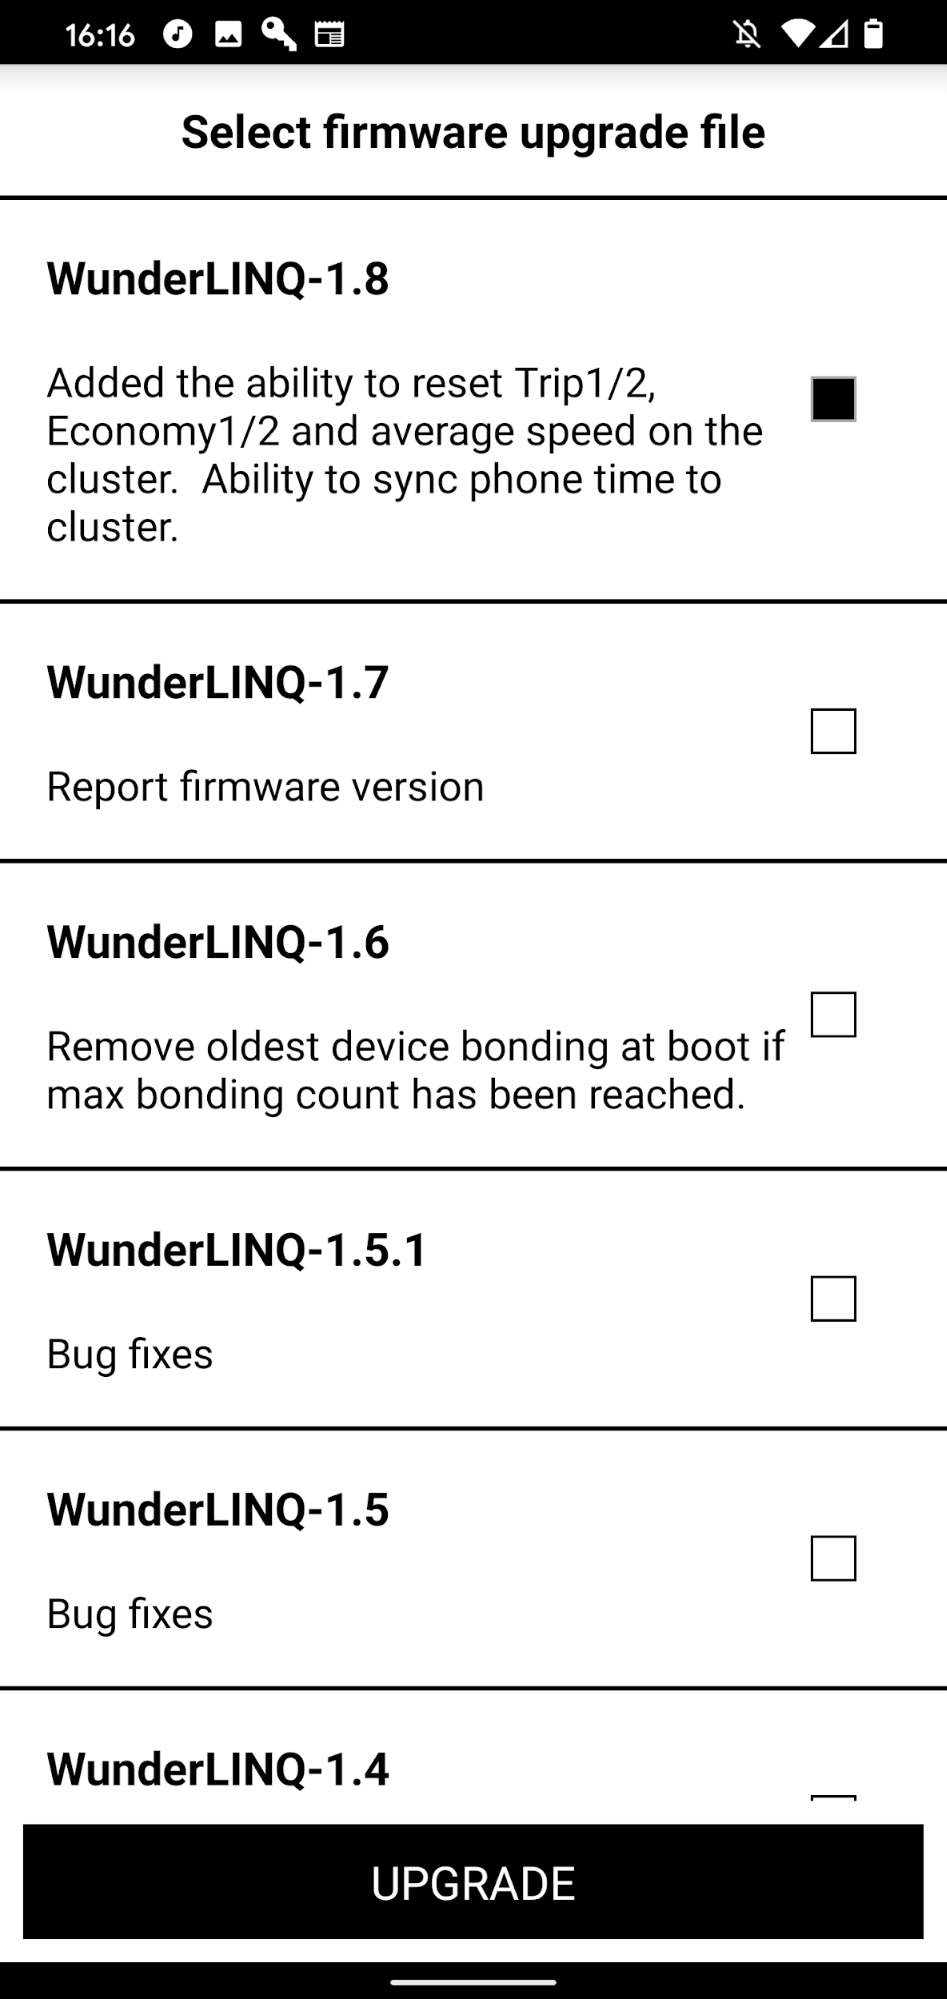 16:16
Select firmware upgrade file
WunderLINQ-1.8
Added the ability to reset Trip1/2,
Economy1/2 and average speed on the
cluster.  Ability to sync phone time to
cluster.
WunderLINQ-1.7
Report firmware version
WunderLINQ-1.6
Remove oldest device bonding at boot if
max bonding count has been reached.
WunderLINQ-1.5.1
Bug fixes
WunderLINQ-1.5
Bug fixes
WunderLINQ-1.4
UPGRADE